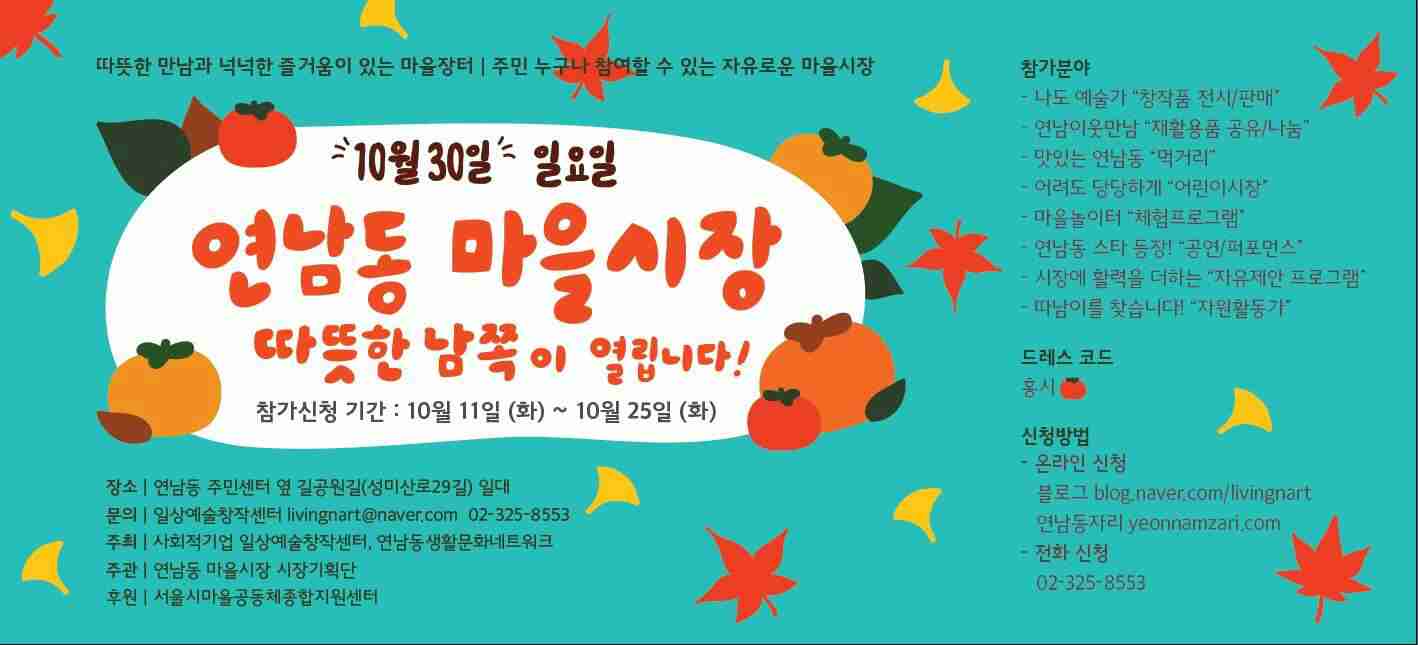 따뜻한 만남과 넉넉한 즐거움이 있는 마을장터 | 주민 누구나 참여할 수 있는 자유로운 마을시장
10월 30일 일요일
연남동 마을시장
따뜻한 남쪽이 열립니다!
참가신청 기간 : 10월 11일 (화) ~ 10월 25일 (화)
장소 | 연남동 주민센터 옆 길공원길(성미산로29길) 일대
문의 | 일상예술창작센터 livingnart@naver.com 02-325-8553
주최 | 사회적기업 일상예술창작센터, 연남동생활문화네트워크
주관 | 연남동 마을시장 시장기획단
후원 | 서울시마을공동체종합지원센터
참가분야
- 나도 예술가 “창작품 전시/판매”
- 연남이웃만남 “재활용품 공유/나눔”
- 맛있는 연남동 “먹거리”
- 어려도 당당하게 “어린이시장”
- 마을놀이터 “체험프로그램”
- 연남동 스타 등장! “공연/퍼포먼스”
- 시장에 활력을 더하는 “자유제안 프로그램”
- 따남이를 찾습니다! “자원활동가”
드레스 코드
홍시
신청방법
- 온라인 신청
블로그 blog.naver.com/livingnart
연남동자리 yeonnamzari.com
- 전화 신청
02-325-8553